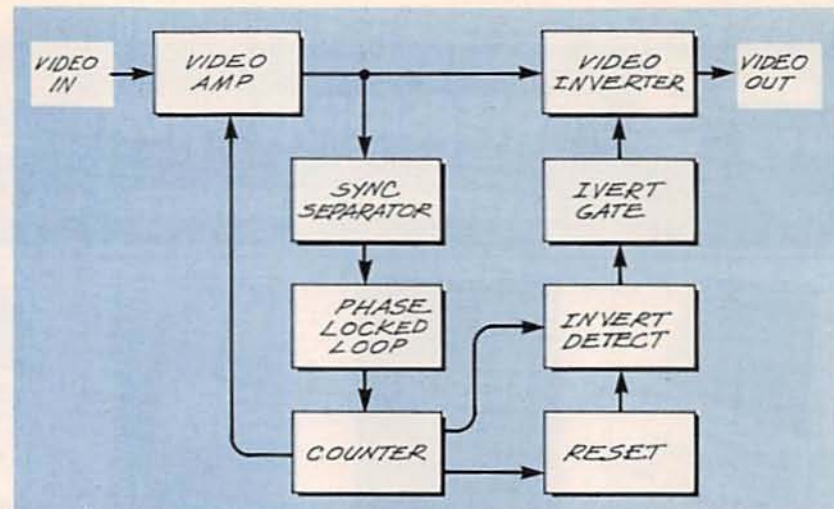 VIDEO
IN
VIDEO
AMP
VIDEO
INVERTER
VIDEO
OUT
SYNC
SEPARATOR
IVERT
GATE
PHASE
LOCKED
LOOP
INVERT
DETECT
COUNTER
RESET